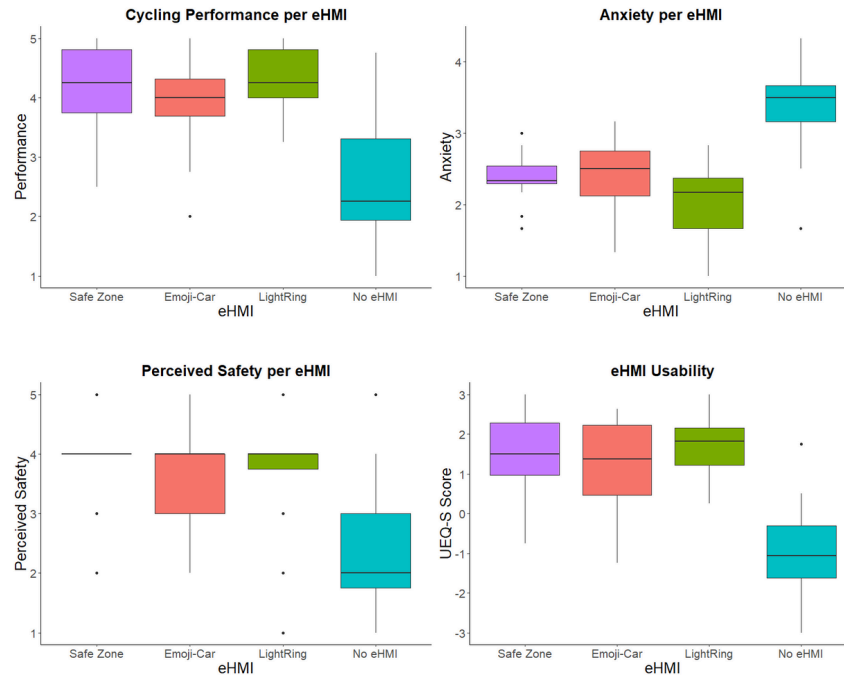 Cycling Performance per eHMI
Performance
5
4
3
2
1
Safe Zone Emoji-Car LightRing No eHMI
eHMI
Anxiety per eHMI
Anxiety
4
3
2
1
Safe Zone Emoji-Car LightRing No eHMI
eHMI
Perceived Safety per eHMI
Perceived Safety
5
4
3
2
1
Safe Zone Emoji-Car LightRing No eHMI
eHMI
eHMI Usability
UEQ-S Score
3
2
1
0
-1
-2
-3
Safe Zone Emoji-Car LightRing No eHMI
eHMI